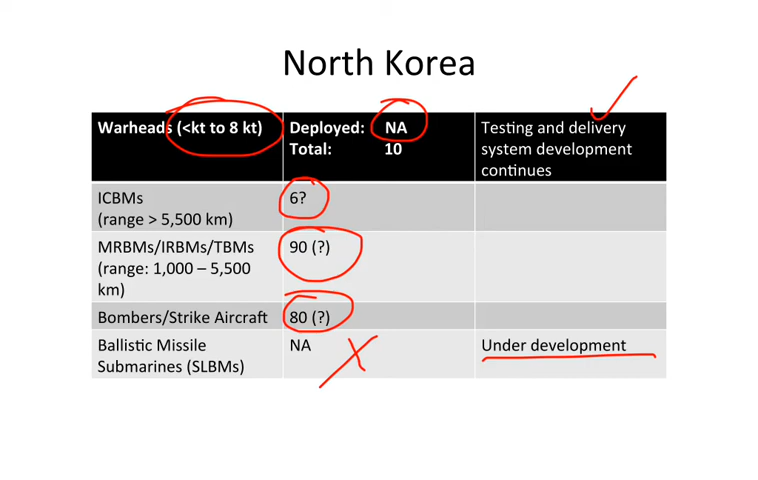 North Korea
Warheads (<kt to 8 kt)
Deployed: NA
Total: 10
Testing and delivery
system development
continues
ICBMs
(range > 5,500 km)
6?
MRBMs/IRBMs/TBMs
(range: 1,000 – 5,500
km)
90 (?)
Bombers/Strike Aircraft
80 (?)
Ballistic Missile
Submarines (SLBMs)
NA
Under development